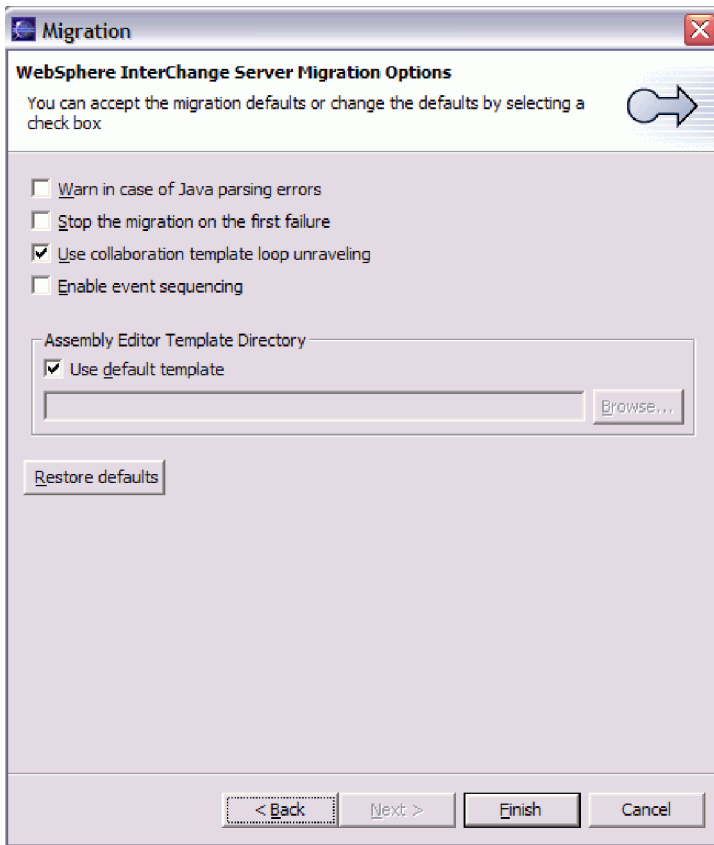 Migration
WebSphere InterChange Server Migration Options
You can accept the migration defaults or change the defaults by selecting a
check box
Warn in case of Java parsing errors
Stop the migration on the first failure
Use collaboration template loop unraveling
Enable event sequencing
Assembly Editor Template Directory
Use default template
Browse...
Restore defaults
< Back
Next >
Finish
Cancel